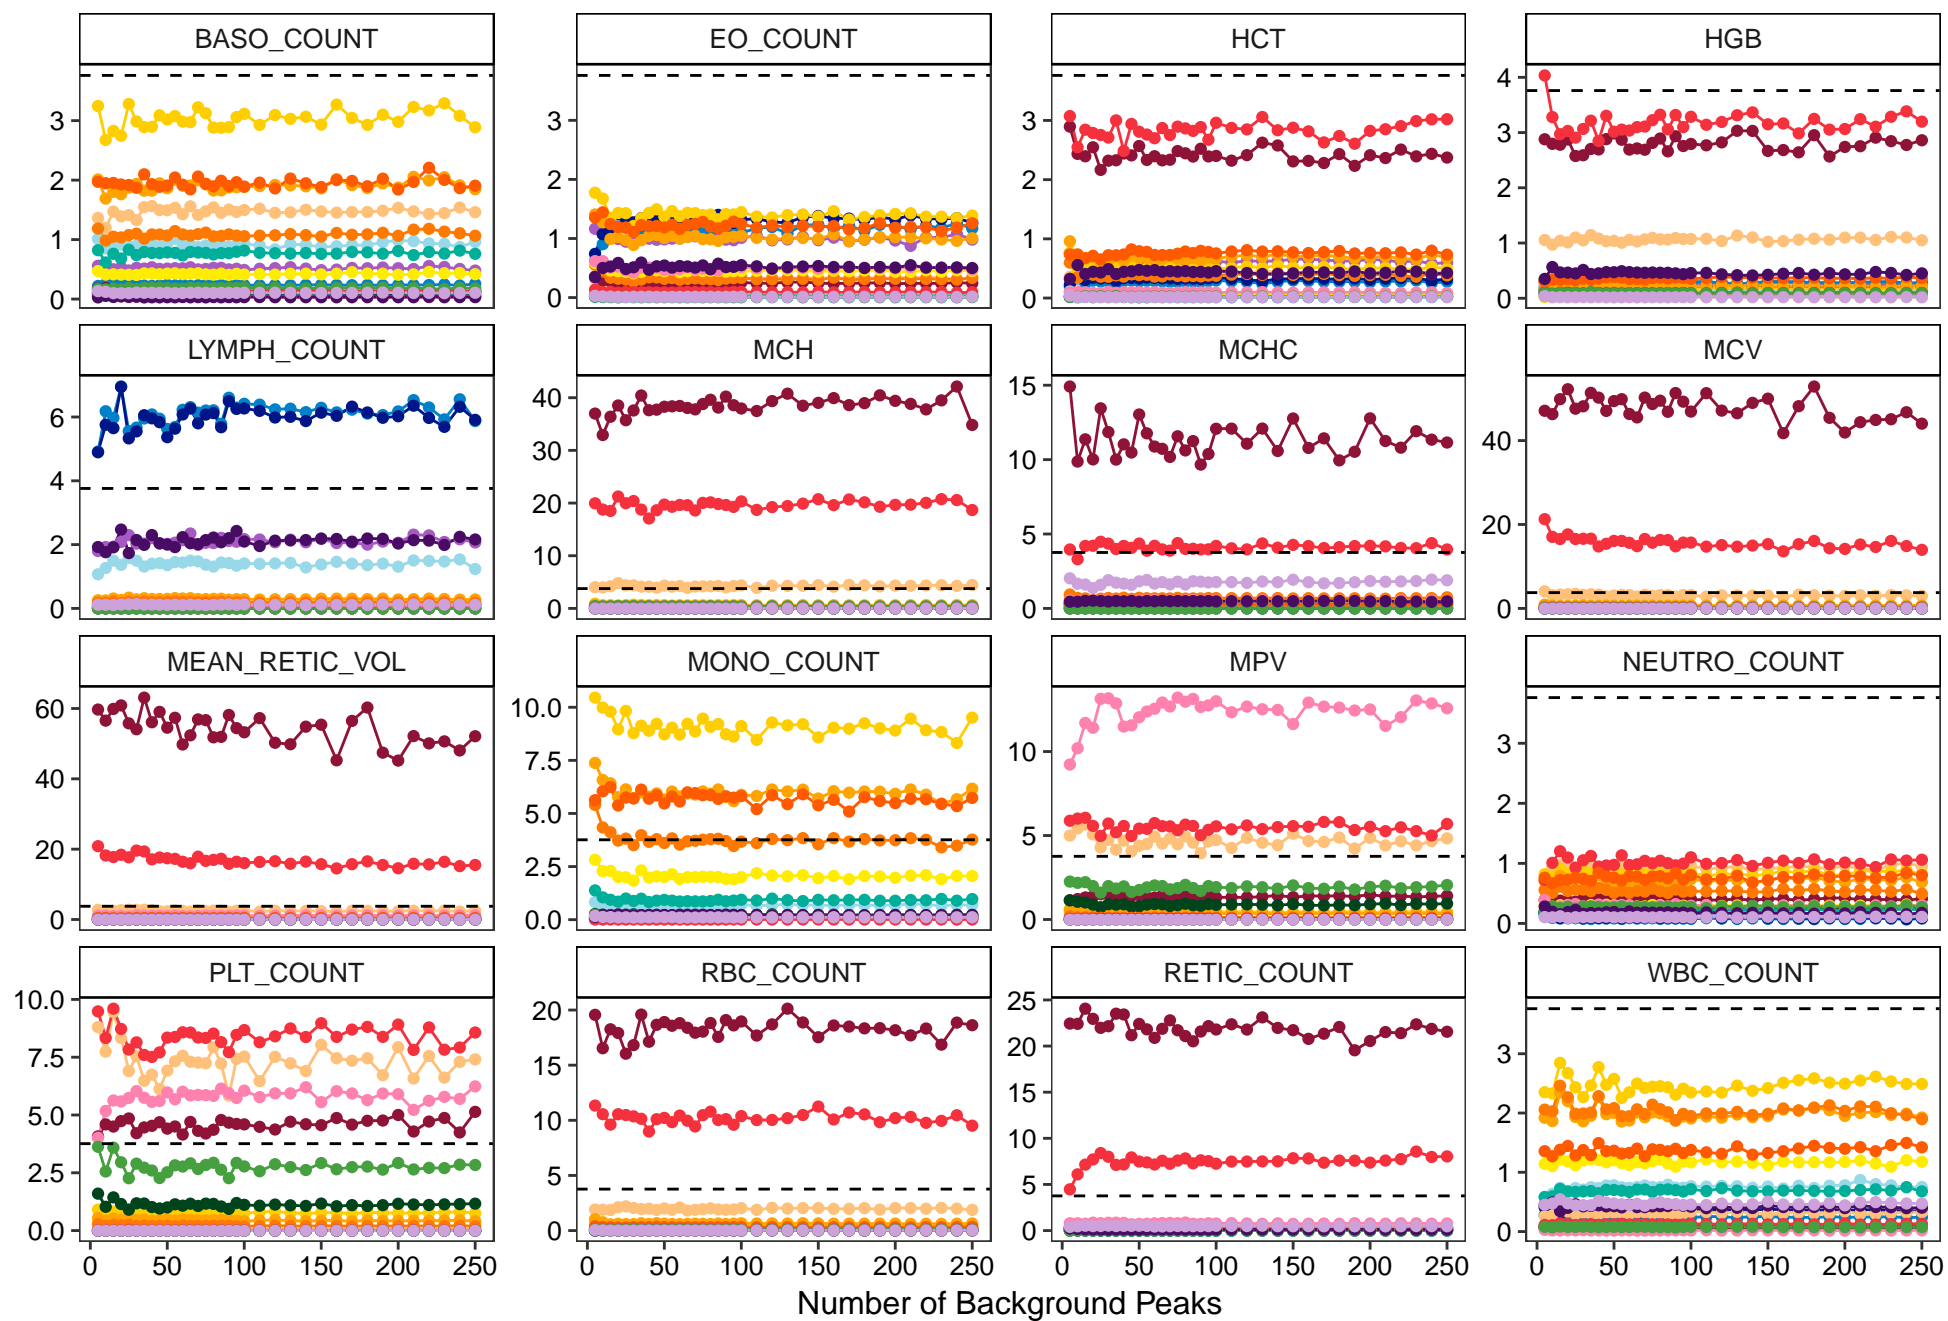 BASO_COUNT EO_COUNT HCT HGB
3 2 1 0
3 2 1 0
3 2 1 0
4 3 2 1 0
LYMPH_COUNT MCH MCHC MCV
6 4 2 0
40 30 20 10 0
15 10 5 0
40 20 0
MEAN_RETIC_VOL MONO_COUNT MPV NEUTRO_COUNT
60 40 20 0
10.0 7.5 5.0 2.5 0.0
10 5 0
3 2 1 0
PLT_COUNT RBC_COUNT RETIC_COUNT WBC_COUNT
10.0 7.5 5.0 2.5 0.0
20 15 10 5 0
25 20 15 10 5 0
3 2 1 0
0 50 100 150 200 250 0 50 100 150 200 250 0 50 100 150 200 250 0 50 100 150 200 250
Number of Background Peaks